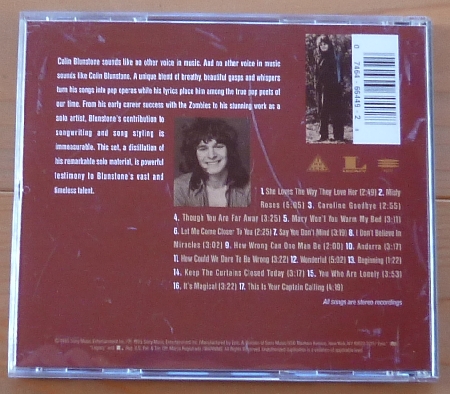 Colin Blunstone sounds like no other voice in music. And no other voice in music
sounds like Colin Blunstone. A unique blend of breathy, beautiful gasps and whispers
turn his songs into pop operas while his lyrics place him among the true pop poets
of our time. From his early career success with the Zombies to his stunning work as a
solo artist, Blunstone's contribution to
songwriting and song styling is
immeasurable. This set, a distillation of
his remarkable solo material, is powerful
testimony to Blunstone's vast and
timeless talent.
0 7464 66449 2
1. She Loves The Way They Love Her (2:49) 2. Misty
Roses (5:05) 3. Caroline Goodbye (2:55)
4. Though You Are Far Away (3:25) 5. Mary Won't You Warm My Bed (3:11)
6. Let Me Come Closer To You (2:25) 7. Say You Don't Mind (3:19) 8. I Don't Believe In
Miracles (3:02) 9. How Wrong Can One Man Be (2:00) 10. Andorra (3:17)
11. How Could We Dare To Be Wrong (3:22) 12. Wonderful (5:02) 13. Beginning (1:22)
14. Keep The Curtains Closed Today (3:17) 15. You Who Are Lonely (3:53)
16. It's Magical (3:22) 17. This Is Your Captain Calling (4:19)
All songs are stereo recordings